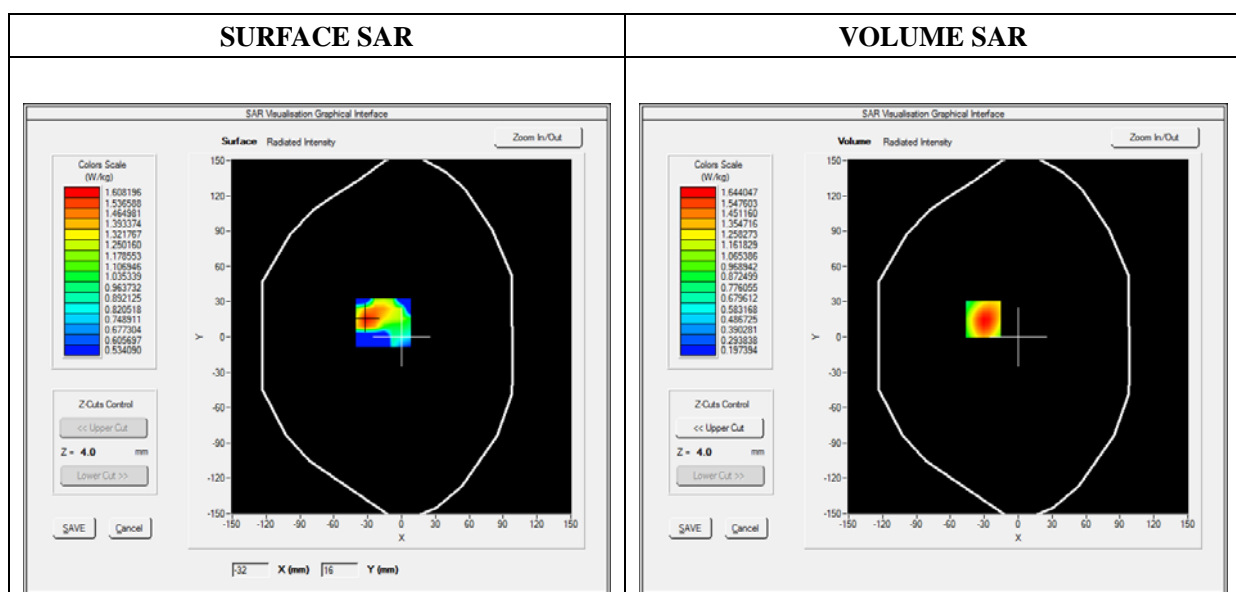 SURFACE SAR
VOLUME SAR
SAR Visualisation Graphical Interface
Surface Radiated Intensity
Zoom In/Out
Colors Scale
(W/kg)
1.608196
1.536588
1.464981
1.393374
1.321767
1.250160
1.178553
1.106946
1.035339
0.963732
0.892125
0.820518
0.748911
0.677304
0.605697
0.534090
Z-Cuts Control
<< Upper Cut
Z = 4.0 mm
Lower Cut >>
SAVE Cancel
150
120
90
60
30
0
-30
-60
-90
-120
-150
Y
-150 -120 -90 -60 -30 0 30 60 90 120 150
X
-32 X (mm) 16 Y (mm)
SAR Visualisation Graphical Interface
Volume Radiated Intensity
Zoom In/Out
Colors Scale
(W/kg)
1.644047
1.547603
1.451160
1.354716
1.258273
1.161829
1.065386
0.968942
0.872499
0.776055
0.679612
0.583168
0.486725
0.390281
0.293838
0.197394
Z-Cuts Control
<< Upper Cut
Z = 4.0 mm
Lower Cut >>
SAVE Cancel
150
120
90
60
30
0
-30
-60
-90
-120
-150
Y
-150 -120 -90 -60 -30 0 30 60 90 120 150
X